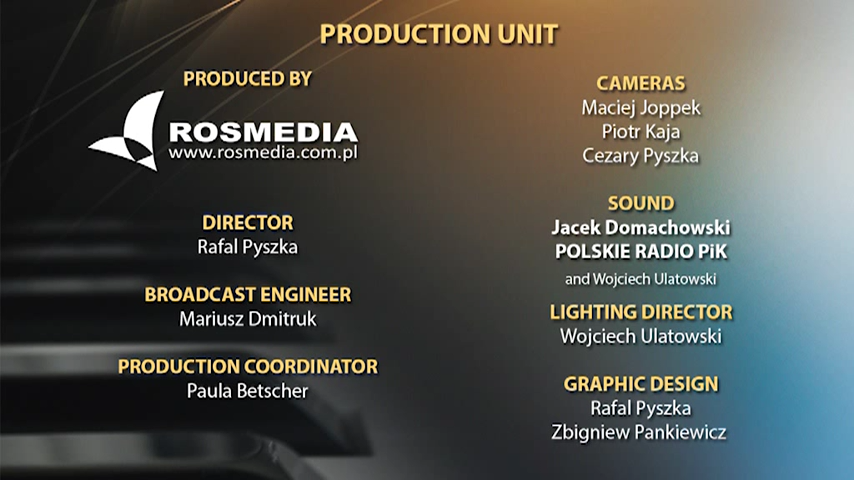 PRODUCTION UNIT
PRODUCED BY
ROSMEDIA
www.rosmedia.com.pl
DIRECTOR
Rafal Pyszka
BROADCAST ENGINEER
Mariusz Dmitruk
PRODUCTION COORDINATOR
Paula Betscher
CAMERAS
Maciej Joppek
Piotr Kaja
Cezary Pyszka
SOUND
Jacek Domachowski
POLSKIE RADIO PiK
and Wojciech Ulatowski
LIGHTING DIRECTOR
Wojciech Ulatowski
GRAPHIC DESIGN
Rafal Pyszka
Zbigniew Pankiewicz